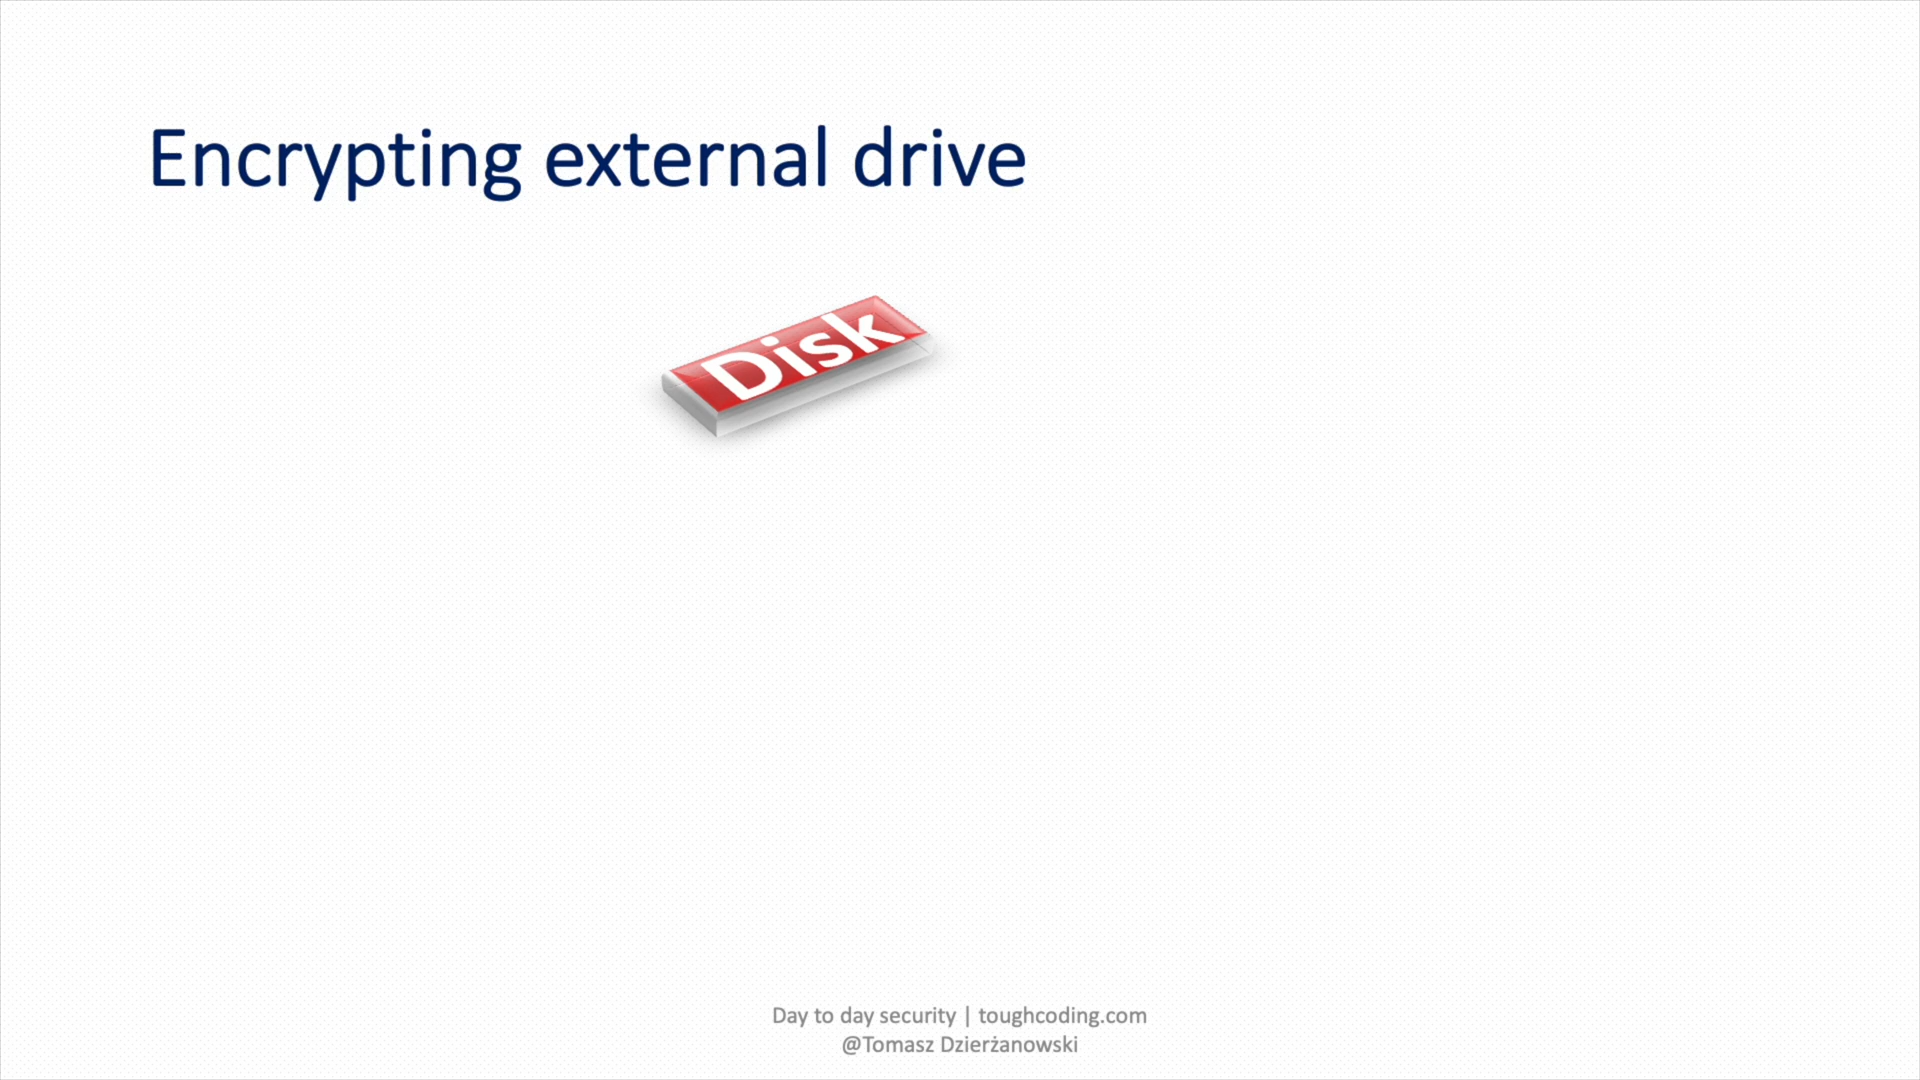 Encrypting external drive
Disk
Day to day security | toughcoding.com
@Tomasz Dzierżanowski